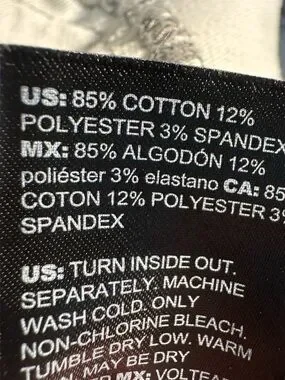 US: 85% COTTON 12%
POLYESTER 3% SPANDEX
MX: 85% ALGODÓN 12%
poliéster 3% elastano CA: 85
COTON 12% POLYESTER 3%
SPANDEX
US: TURN INSIDE OUT.
SEPARATELY. MACHINE
WASH COLD. ONLY
NON-CHLORINE BLEACH,
TUMBLE DRY LOW. WARM
MAY BE DRY
MX: VOLTEA